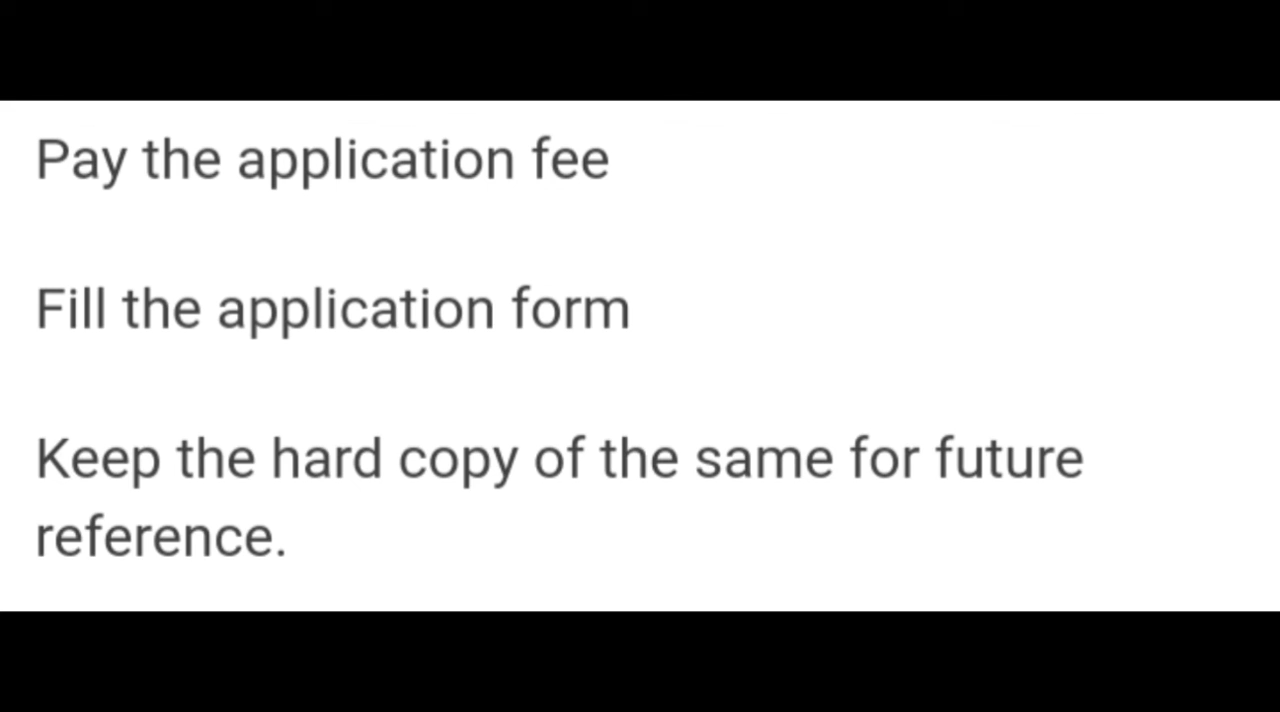 Pay the application fee
Fill the application form
Keep the hard copy of the same for future
reference.